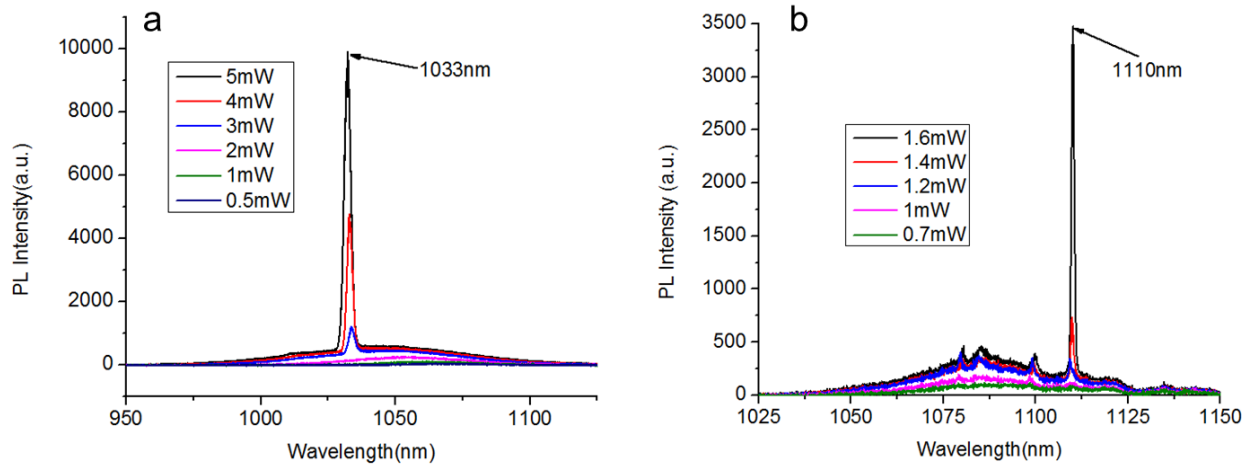 a
10000
8000
6000
4000
2000
0
PL Intensity(a.u.)
5mW
4mW
3mW
2mW
1mW
0.5mW
1033nm
950
1000
1050
1100
Wavelength(nm)
b
3500
3000
2500
2000
1500
1000
500
0
PL Intensity (a.u.)
1110nm
1.6mW
1.4mW
1.2mW
1mW
0.7mW
1025
1050
1075
1100
1125
1150
Wavelength(nm)